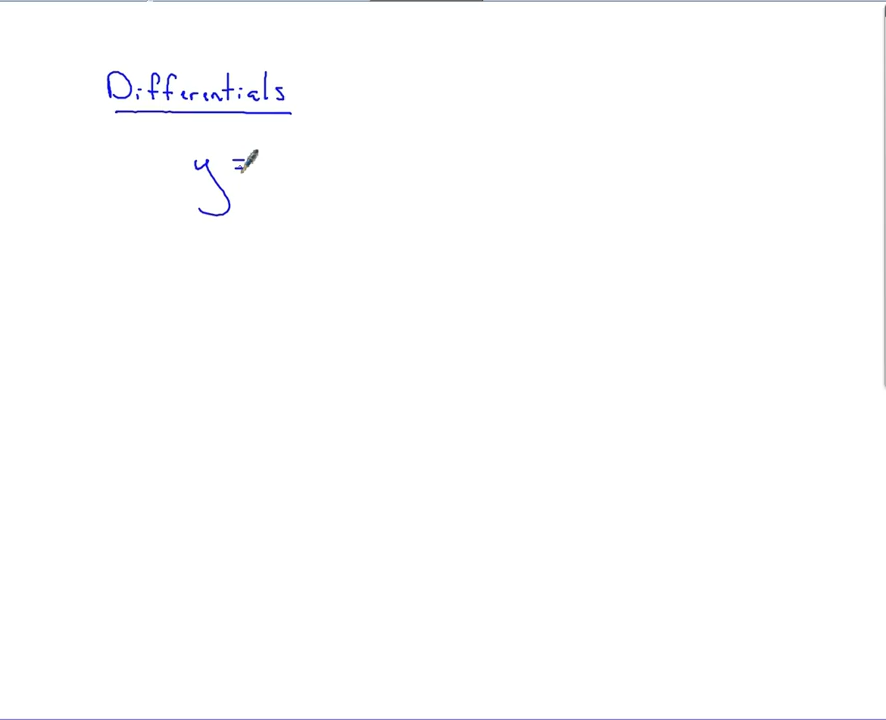 Differentials
y =